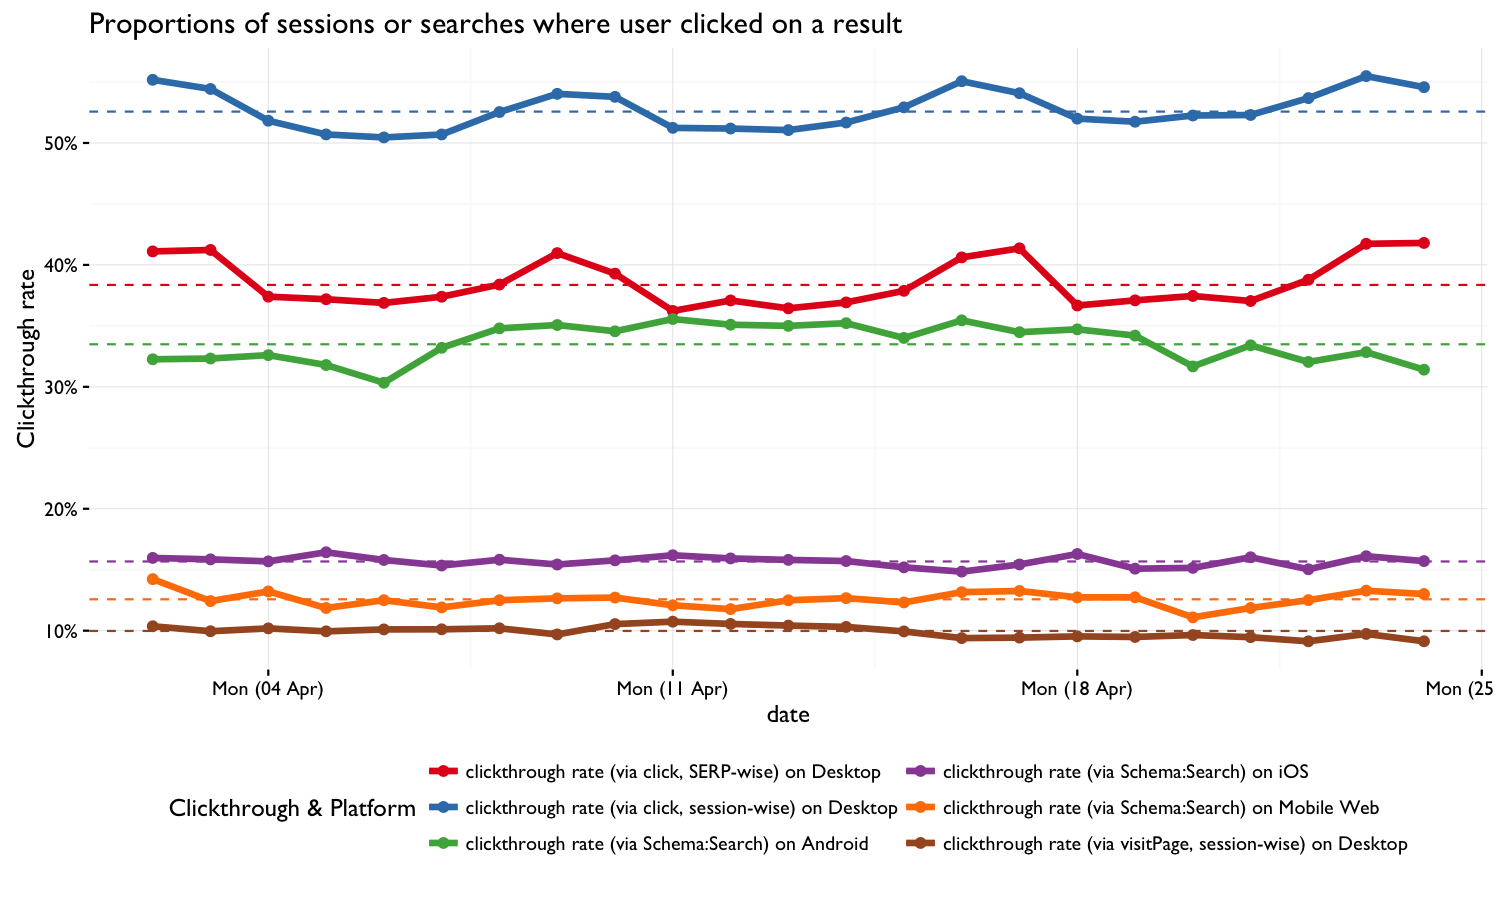 Proportions of sessions or searches where user clicked on a result
Clickthrough rate
50%
40%
30%
20%
10%
Mon (04 Apr)
Mon (11 Apr)
Mon (18 Apr)
Mon (25
date
Clickthrough & Platform
clickthrough rate (via click, SERP-wise) on Desktop
clickthrough rate (via click, session-wise) on Desktop
clickthrough rate (via Schema:Search) on Android
clickthrough rate (via Schema:Search) on iOS
clickthrough rate (via Schema:Search) on Mobile Web
clickthrough rate (via visitPage, session-wise) on Desktop